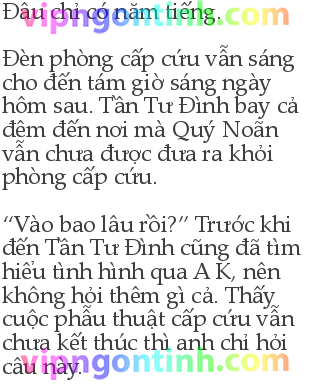 Đâu chỉ có năm tiếng.
vipngontinh.com
Đèn phòng cấp cứu vẫn sáng
cho đến tám giờ sáng ngày
hôm sau. Tần Tư Đình bay cả
đêm đến nơi mà Quý Noãn
vẫn chưa được đưa ra khỏi
phòng cấp cứu.
“Vào bao lâu rồi?” Trước khi
đến Tần Tư Đình cũng đã tìm
hiểu tình hình qua A K, nên
không hỏi thêm gì cả. Thấy
cuộc phẫu thuật cấp cứu vẫn
chưa kết thúc thì anh chỉ hỏi
câu này.
vipngontinh.com